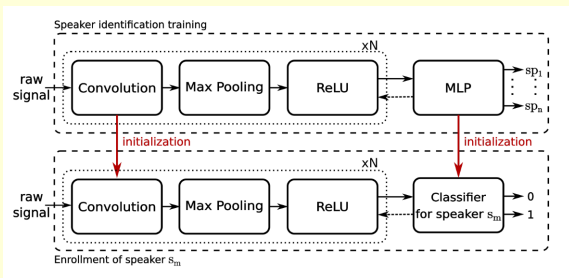 Speaker identification training
xN
raw
signal
Convolution
Max Pooling
ReLU
MLP
sp1
spn
initialization
initialization
xN
raw
signal
Convolution
Max Pooling
ReLU
Classifier
for speaker sm
0
1
Enrollment of speaker sm